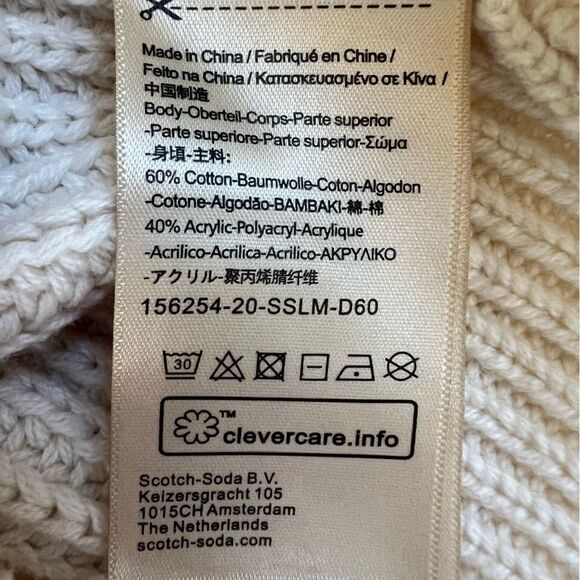 Made in China / Fabriqué en Chine /
Feito na China / Κατασκευασμένο σε Κίνα /
中国制造
Body-Oberteil-Corps-Parte superior
-Parte superiore-Parte superior-Σώμα
-身頃-主料:
60% Cotton-Baumwolle-Coton-Algodon
-Cotone-Algodão-BAMBAKI-綿-棉
40% Acrylic-Polyacryl-Acrylique
-Acrilico-Acrilica-Acrilico-ΑΚΡΥΛΙΚΟ
-アクリル-聚丙烯腈纤维
156254-20-SSLM-D60
30
™
clevercare.info
Scotch-Soda B.V.
Keizersgracht 105
1015CH Amsterdam
The Netherlands
scotch-soda.com